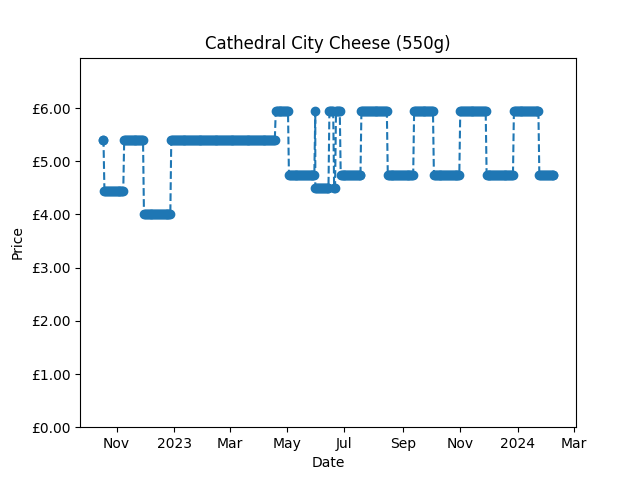 Cathedral City Cheese (550g)
£6.00
£5.00
£4.00
£3.00
£2.00
£1.00
£0.00
Price
Nov 2023 Mar May Jul Sep Nov 2024 Mar
Date